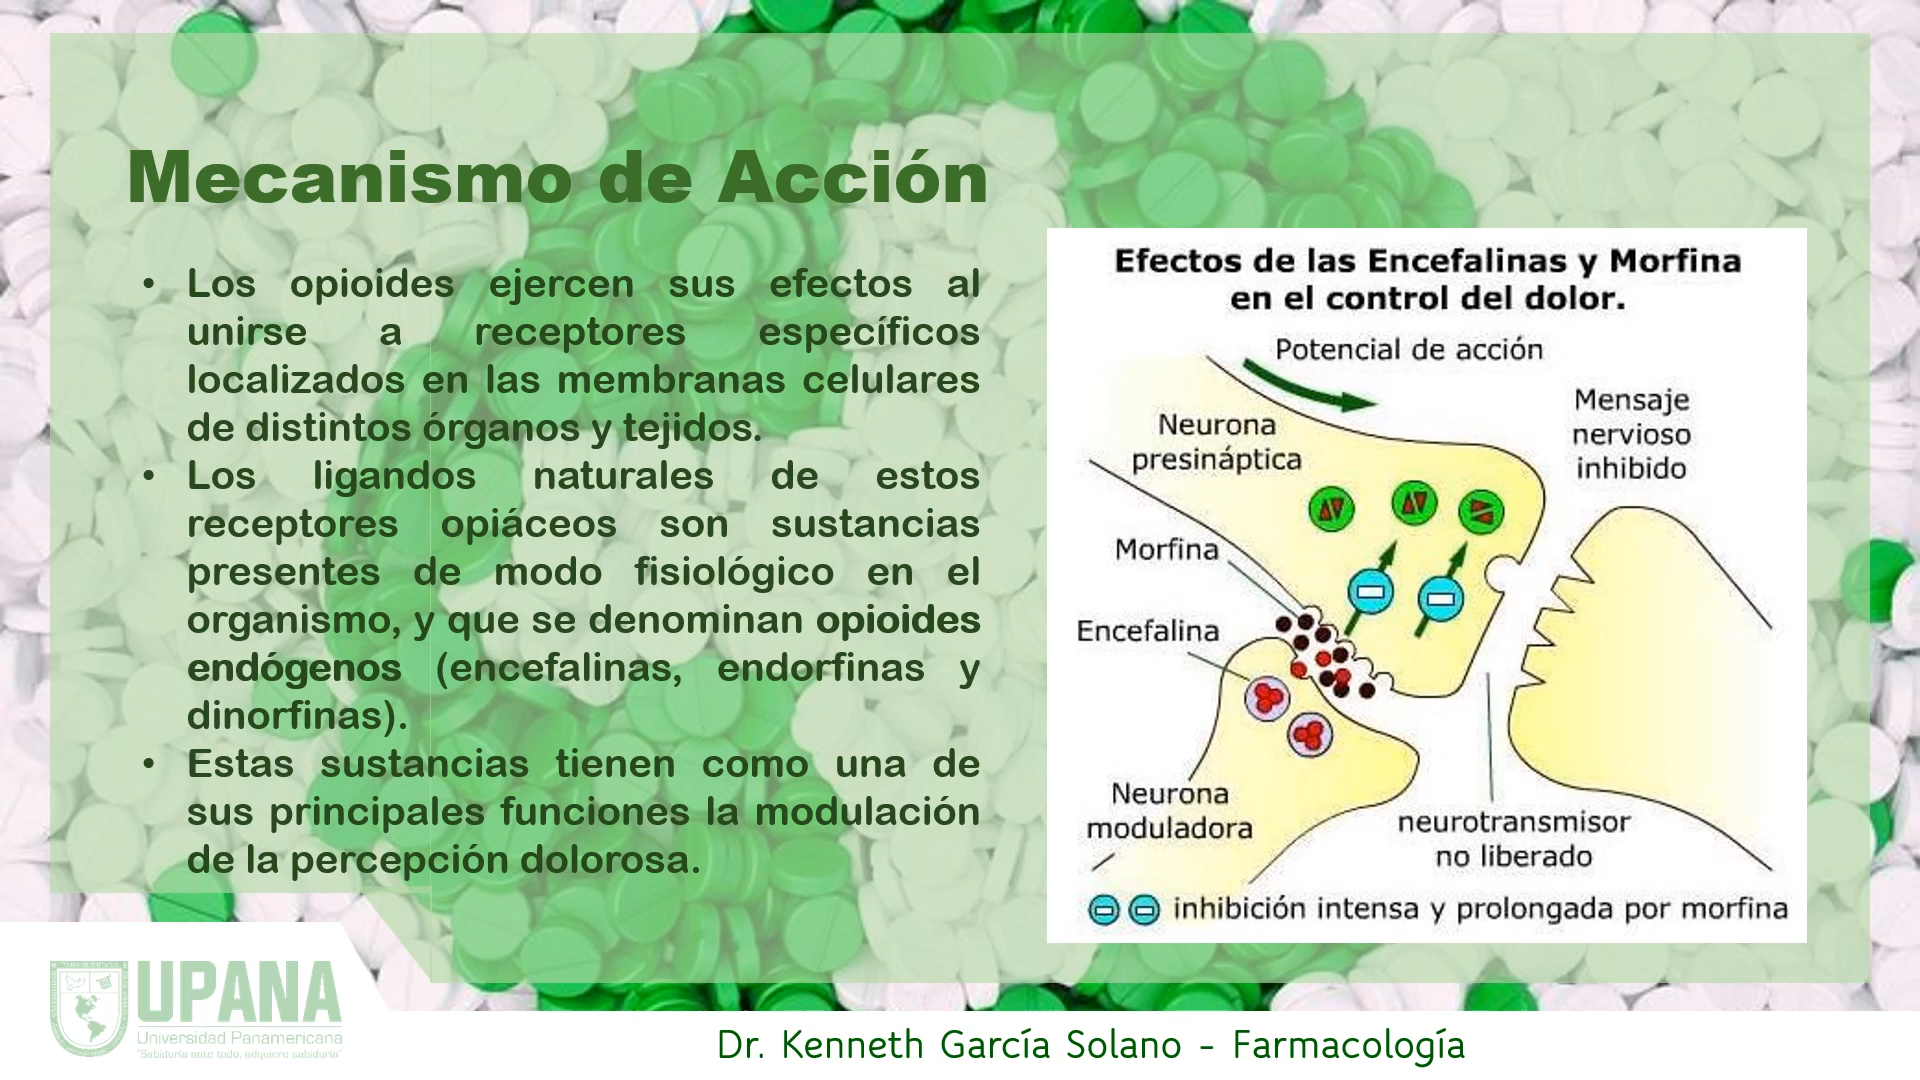 Mecanismo de Acción
• Los opioides ejercen sus efectos al
unirse a receptores específicos
localizados en las membranas celulares
de distintos órganos y tejidos.
• Los ligandos naturales de estos
receptores opiáceos son sustancias
presentes de modo fisiológico en el
organismo, y que se denominan opioides
endógenos (encefalinas, endorfinas y
dinorfinas).
• Estas sustancias tienen como una de
sus principales funciones la modulación
de la percepción dolorosa.
Efectos de las Encefalinas y Morfina
en el control del dolor.
Potencial de acción
Mensaje
nervioso
inhibido
Neurona
presináptica
Morfina
Encefalina
Neurona
moduladora
neurotransmisor
no liberado
inhibición intensa y prolongada por morfina
UPANA
Universidad Panamericana
"Sabiduría ante todo, adquiere sabiduría"
Dr. Kenneth García Solano - Farmacología